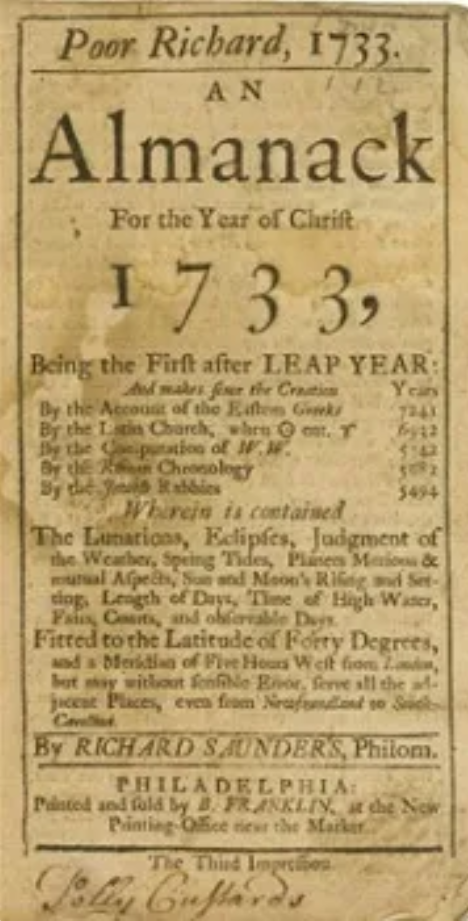 Poor Richard, 1733.
AN
Almanack
For the Year of Chriſt
1733,
Being the Firſt after LEAP YEAR:
And makes ſince the Creation Years
By the Account of the Eaſtern Greeks 7241
By the Latin Church, when ☉ ent. ♈ 6932
By the Computation of W. W. 5742
By the Roman Chronology 5682
By the Jewiſh Rabbies 5494
Wherein is contained
The Lunations, Eclipſes, Judgment of
the Weather, Spring Tides, Planets Motions &
mutual Aſpects, Sun and Moon's Riſing and Set-
ting, Length of Days, Time of High Water,
Fairs, Courts, and obſervable Days.
Fitted to the Latitude of Forty Degrees,
and a Meridian of Five Hours Weſt from London,
but may without ſenſible Error, ſerve all the ad-
jacent Places, even from Newfoundland to South-
Carolina.
By RICHARD SAUNDERS, Philom.
PHILADELPHIA:
Printed and ſold by B. FRANKLIN, at the New
Printing-Office near the Market.
The Third Impreſſion.